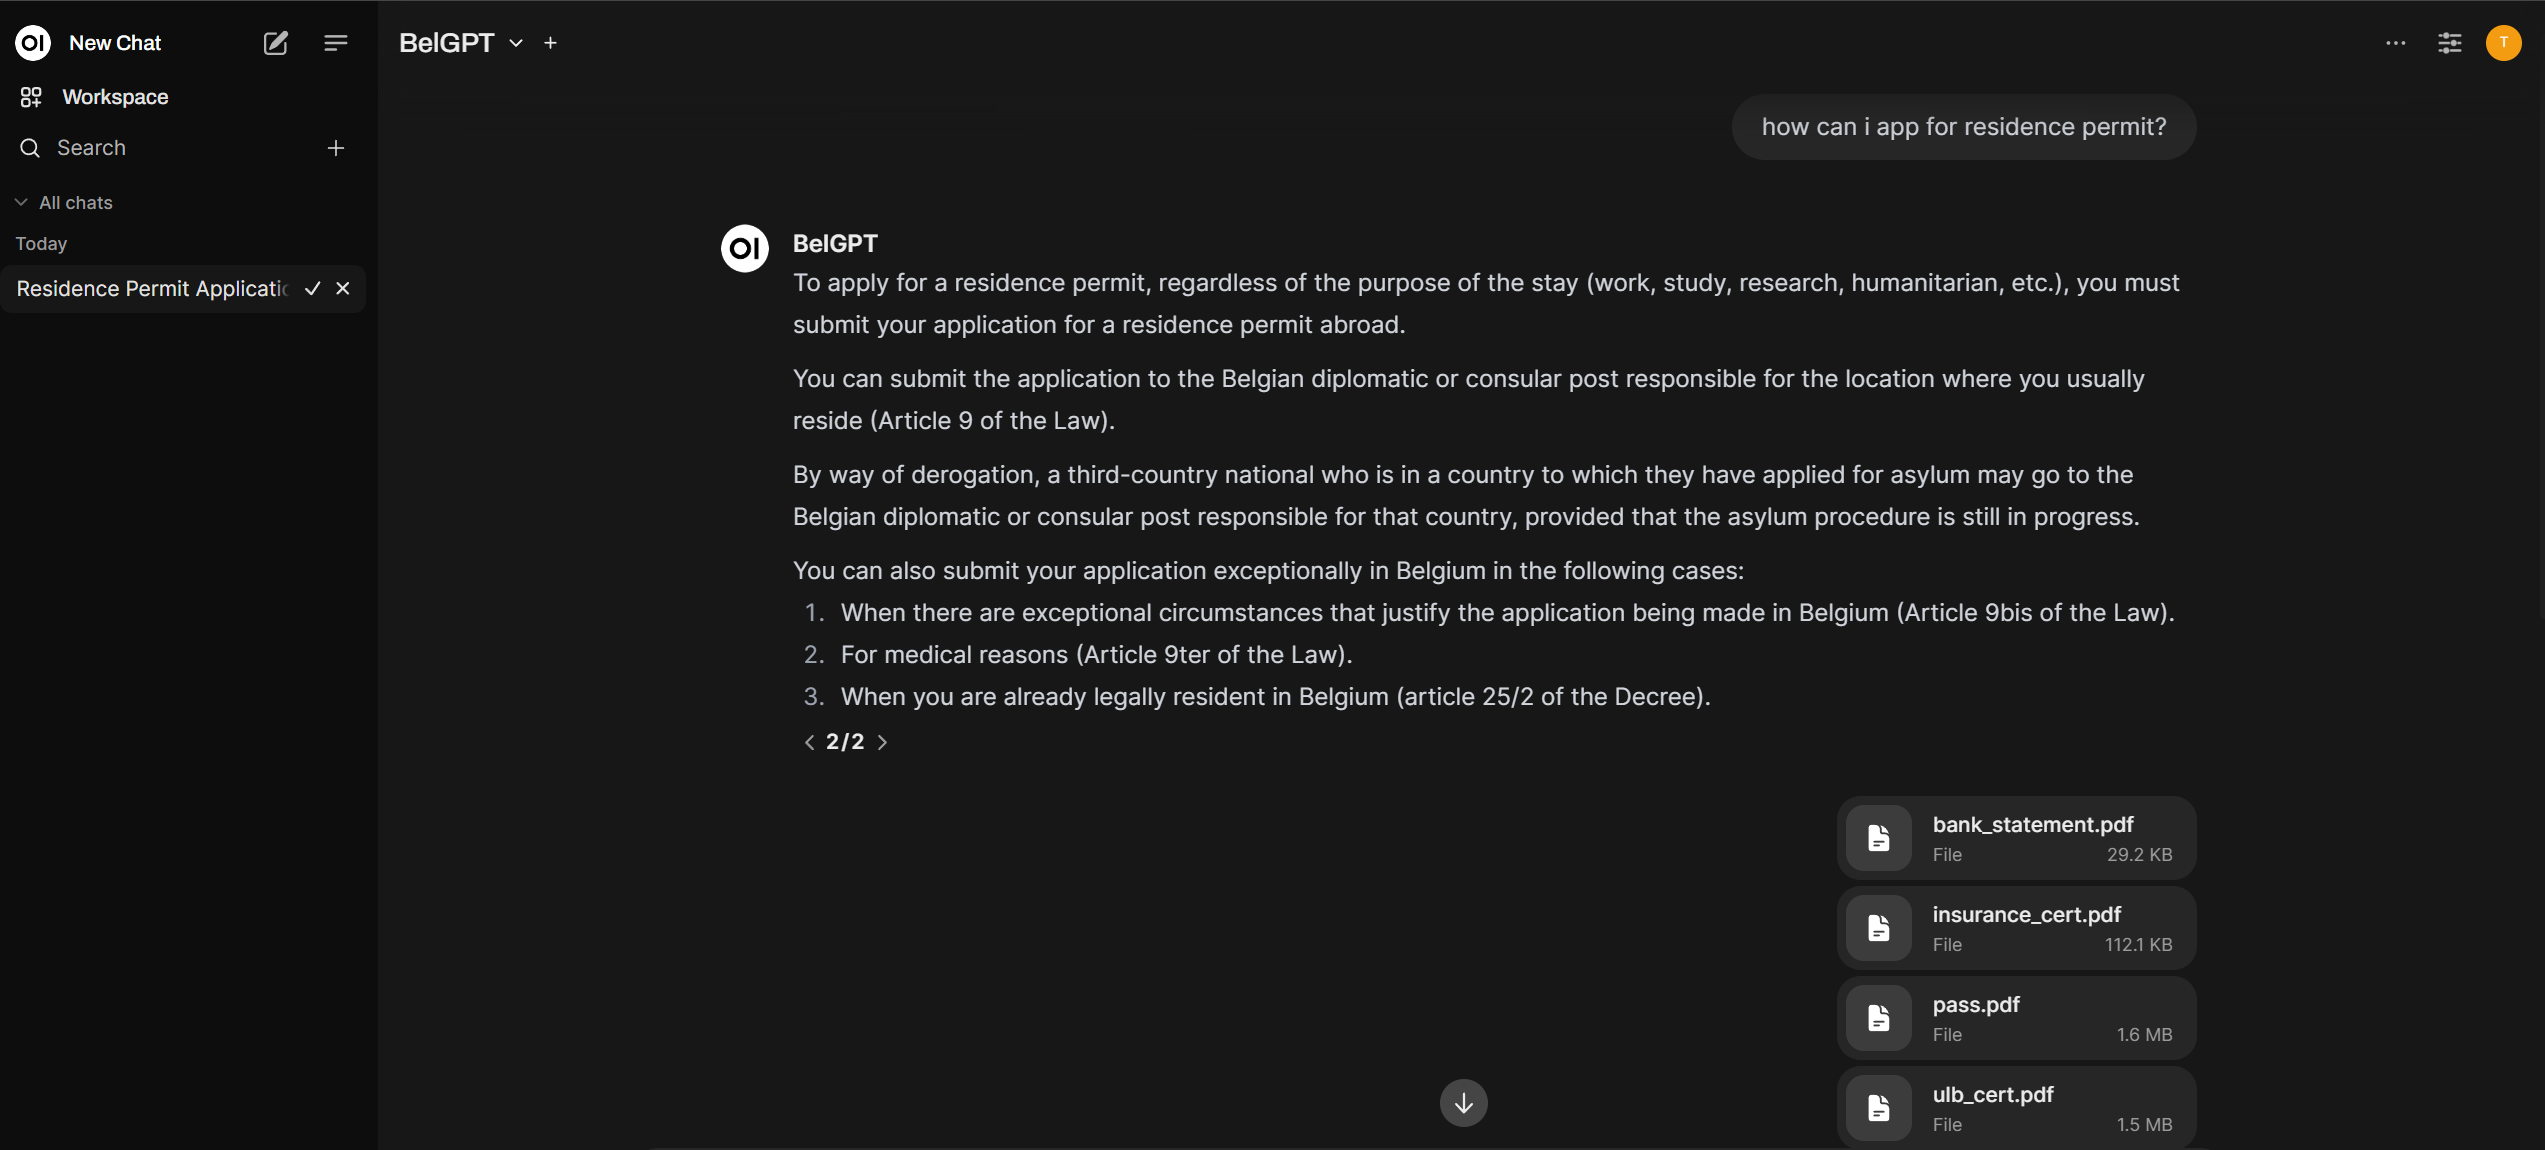 OI New Chat
Workspace
Search
All chats
Today
Residence Permit Applicatio
BelGPT
T
how can i app for residence permit?
OI
BelGPT
To apply for a residence permit, regardless of the purpose of the stay (work, study, research, humanitarian, etc.), you must
submit your application for a residence permit abroad.
You can submit the application to the Belgian diplomatic or consular post responsible for the location where you usually
reside (Article 9 of the Law).
By way of derogation, a third-country national who is in a country to which they have applied for asylum may go to the
Belgian diplomatic or consular post responsible for that country, provided that the asylum procedure is still in progress.
You can also submit your application exceptionally in Belgium in the following cases:
1. When there are exceptional circumstances that justify the application being made in Belgium (Article 9bis of the Law).
2. For medical reasons (Article 9ter of the Law).
3. When you are already legally resident in Belgium (article 25/2 of the Decree).
2/2
bank_statement.pdf
File 29.2 KB
insurance_cert.pdf
File 112.1 KB
pass.pdf
File 1.6 MB
ulb_cert.pdf
File 1.5 MB